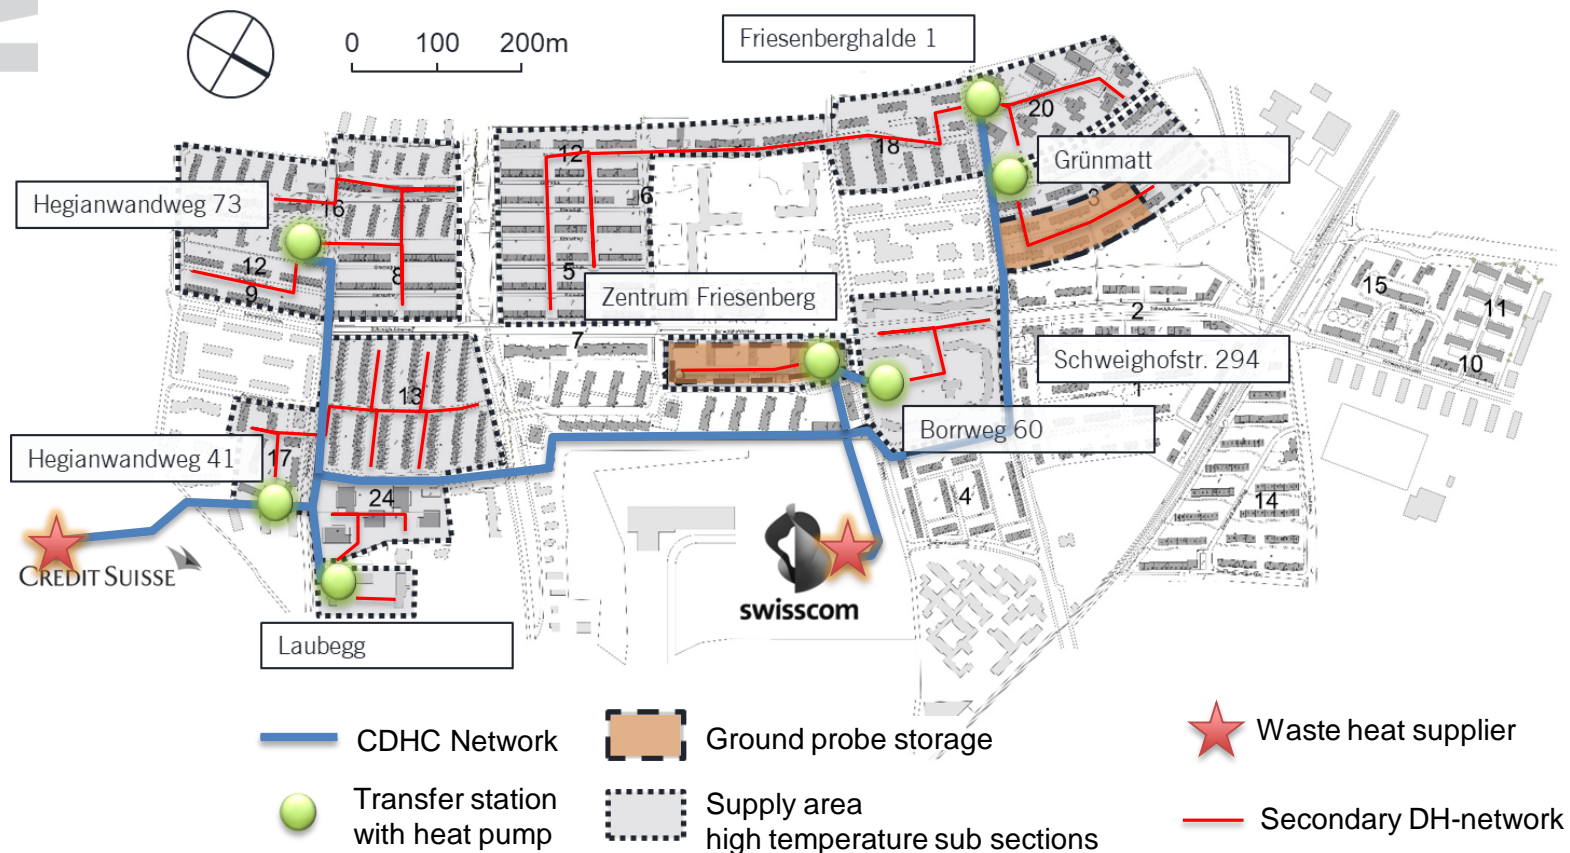 0 100 200m
Friesenberghalde 1
20
Grünmatt
12
18
6
3
Hegianwandweg 73
16
12
9
8
5
Zentrum Friesenberg
7
2
15
11
10
Schweighofstr. 294
1
13
Borrweg 60
Hegianwandweg 41
17
24
4
14
CREDIT SUISSE
swisscom
Laubegg
CDHC Network
Ground probe storage
Waste heat supplier
Transfer station
with heat pump
Supply area
high temperature sub sections
Secondary DH-network